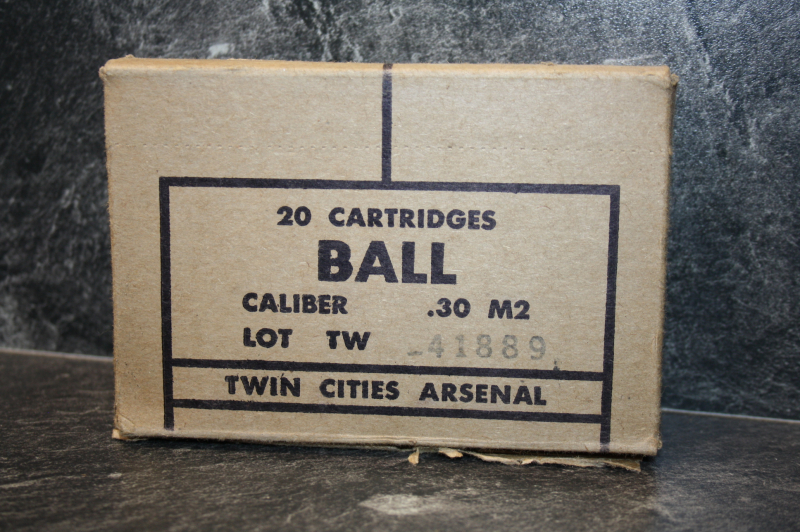 20 CARTRIDGES
BALL
CALIBER .30 M2
LOT TW -41889
TWIN CITIES ARSENAL